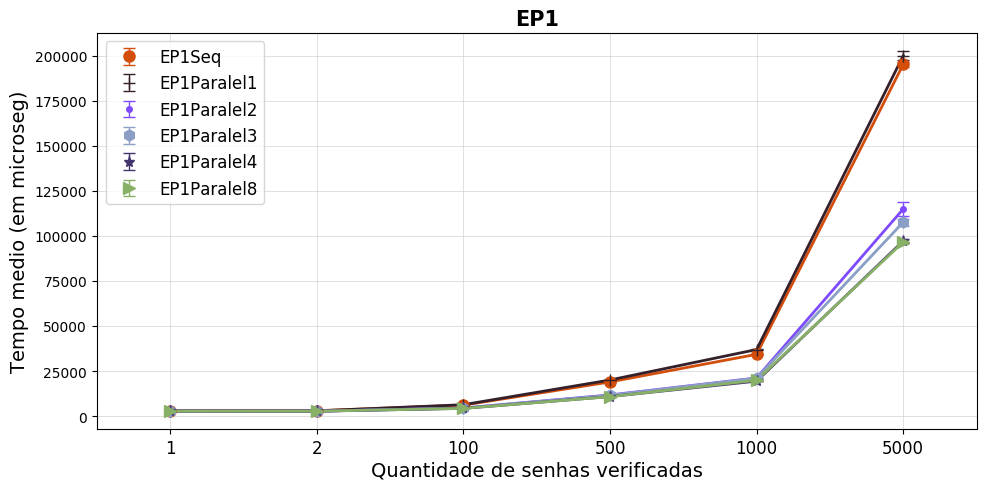 EP1
Tempo medio (em microseg)
200000
175000
150000
125000
100000
75000
50000
25000
0
EP1Seq
EP1Paralel1
EP1Paralel2
EP1Paralel3
EP1Paralel4
EP1Paralel8
1 2 100 500 1000 5000
Quantidade de senhas verificadas